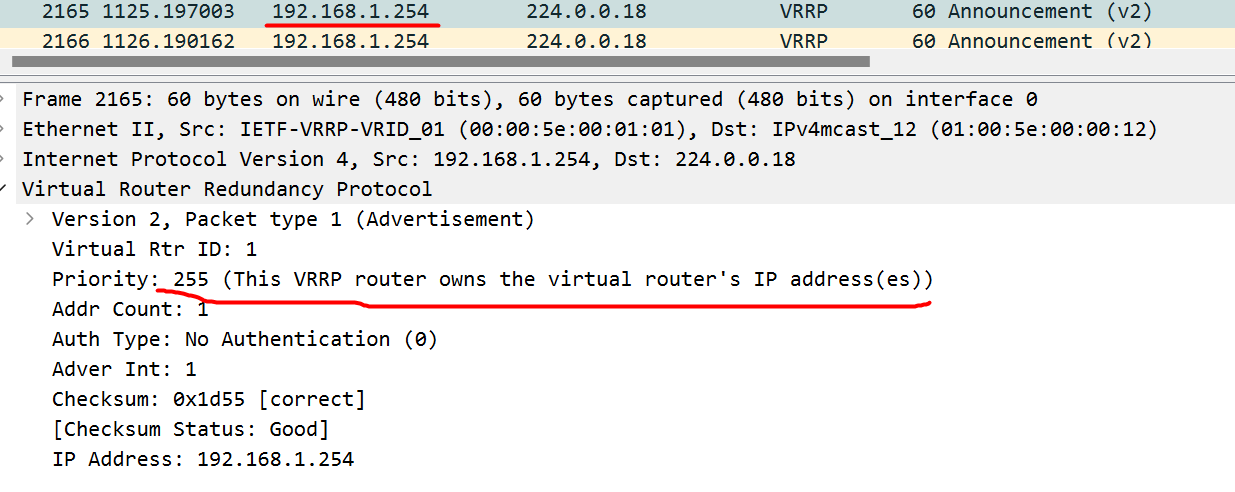 2165 1125.197003 192.168.1.254 224.0.0.18 VRRP 60 Announcement (v2)
2166 1126.190162 192.168.1.254 224.0.0.18 VRRP 60 Announcement (v2)
Frame 2165: 60 bytes on wire (480 bits), 60 bytes captured (480 bits) on interface 0
Ethernet II, Src: IETF-VRRP-VRID_01 (00:00:5e:00:01:01), Dst: IPv4mcast_12 (01:00:5e:00:00:12)
Internet Protocol Version 4, Src: 192.168.1.254, Dst: 224.0.0.18
Virtual Router Redundancy Protocol
Version 2, Packet type 1 (Advertisement)
Virtual Rtr ID: 1
Priority: 255 (This VRRP router owns the virtual router's IP address(es))
Addr Count: 1
Auth Type: No Authentication (0)
Adver Int: 1
Checksum: 0x1d55 [correct]
[Checksum Status: Good]
IP Address: 192.168.1.254